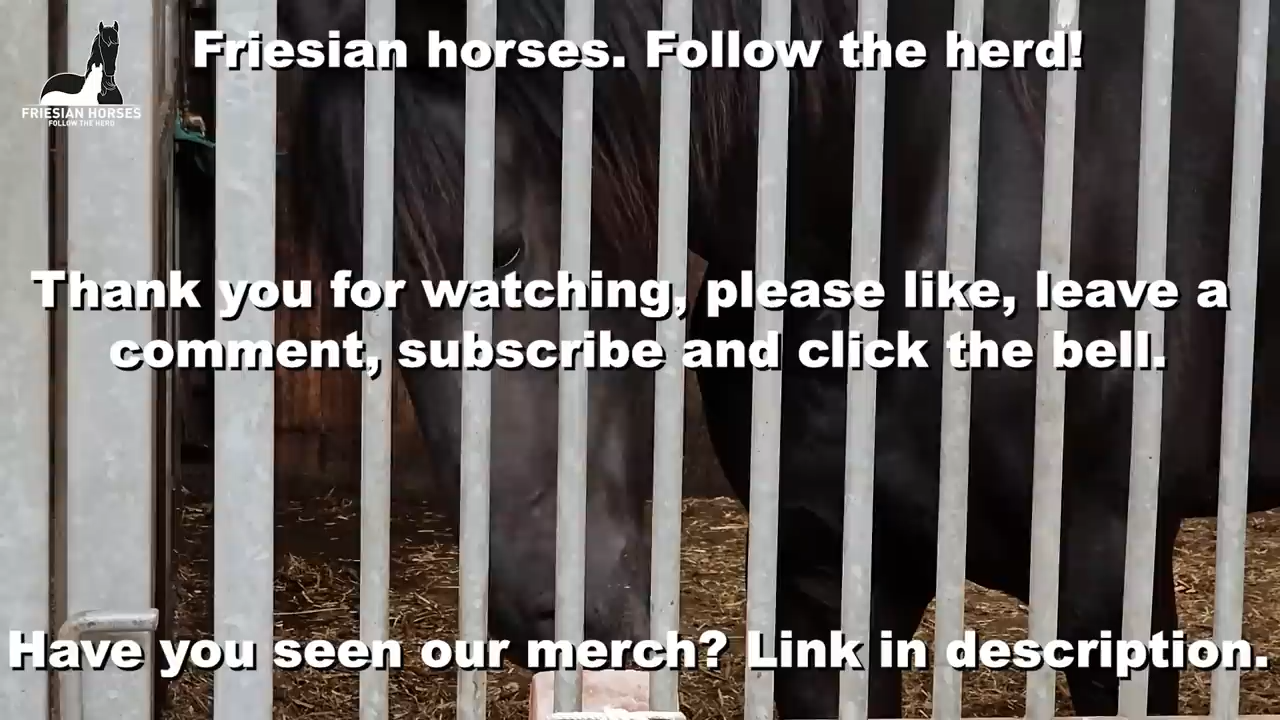 Friesian horses. Follow the herd!
FRIESIAN HORSES
FOLLOW THE HERD
Thank you for watching, please like, leave a
comment, subscribe and click the bell.
Have you seen our merch? Link in description.